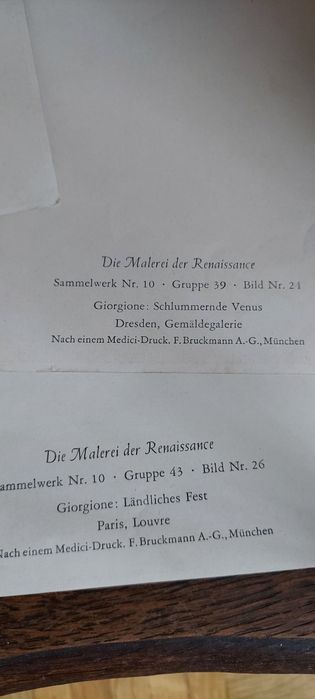 Die Malerei der Renaissance
Sammelwerk Nr. 10 · Gruppe 39 · Bild Nr. 21
Giorgione: Schlummernde Venus
Dresden, Gemäldegalerie
Nach einem Medici-Druck. F. Bruckmann A.-G., München
Die Malerei der Renaissance
ammelwerk Nr. 10 · Gruppe 43 · Bild Nr. 26
Giorgione: Ländliches Fest
Paris, Louvre
Nach einem Medici-Druck. F. Bruckmann A.-G., München